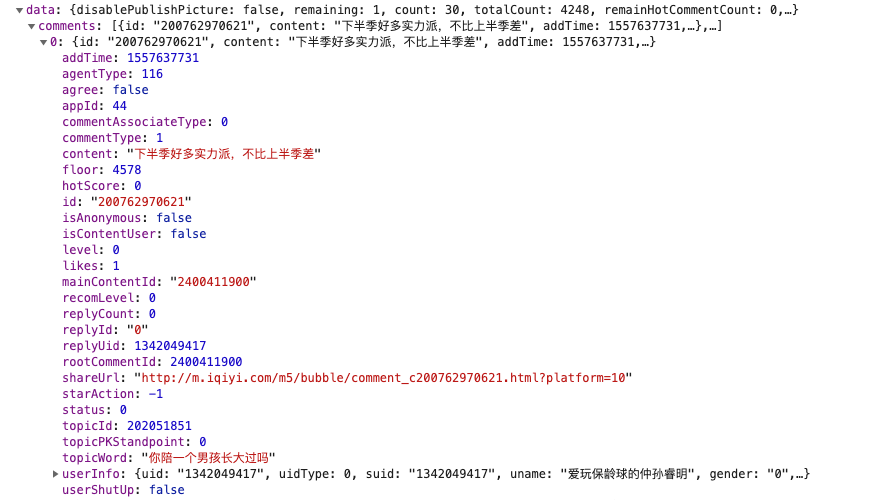 data: {disablePublishPicture: false, remaining: 1, count: 30, totalCount: 4248, remainHotCommentCount: 0,…}
comments: [{id: "200762970621", content: "下半季好多实力派，不比上半季差", addTime: 1557637731,…},…]
0: {id: "200762970621", content: "下半季好多实力派，不比上半季差", addTime: 1557637731,…}
addTime: 1557637731
agentType: 116
agree: false
appId: 44
commentAssociateType: 0
commentType: 1
content: "下半季好多实力派，不比上半季差"
floor: 4578
hotScore: 0
id: "200762970621"
isAnonymous: false
isContentUser: false
level: 0
likes: 1
mainContentId: "2400411900"
recomLevel: 0
replyCount: 0
replyId: "0"
replyUid: 1342049417
rootCommentId: 2400411900
shareUrl: "http://m.iqiyi.com/m5/bubble/comment_c200762970621.html?platform=10"
starAction: -1
status: 0
topicId: 202051851
topicPKStandpoint: 0
topicWord: "你陪一个男孩长大过吗"
userInfo: {uid: "1342049417", uidType: 0, suid: "1342049417", uname: "爱玩保龄球的仲孙睿明", gender: "0",…}
userShutUp: false